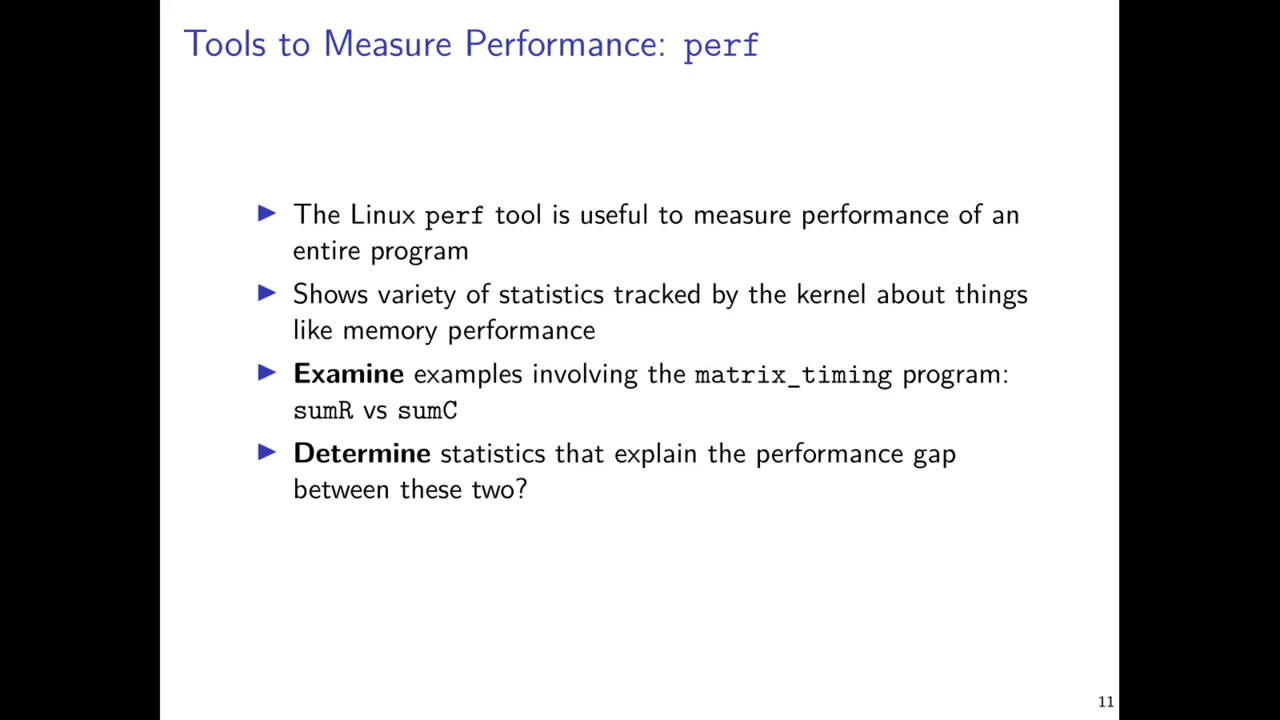 Tools to Measure Performance: perf
▶ The Linux perf tool is useful to measure performance of an
entire program
▶ Shows variety of statistics tracked by the kernel about things
like memory performance
▶ Examine examples involving the matrix_timing program:
sumR vs sumC
▶ Determine statistics that explain the performance gap
between these two?
11